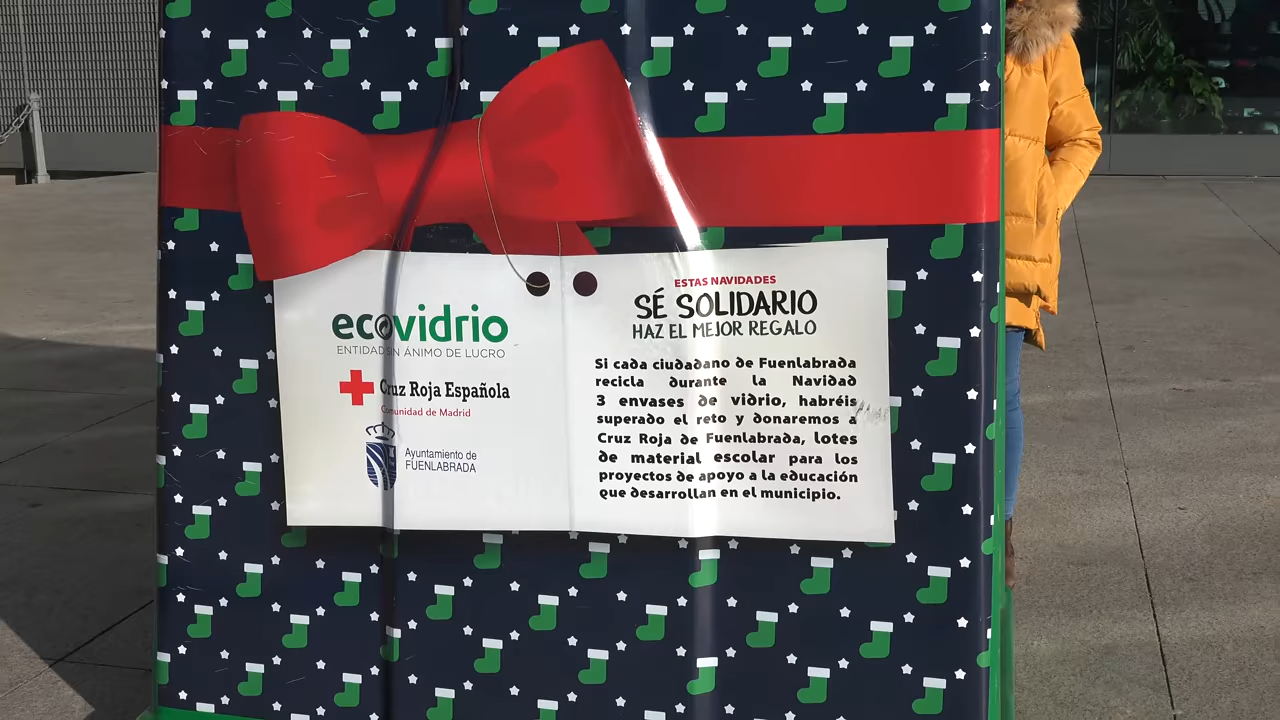 ecovidrio
ENTIDAD SIN ÁNIMO DE LUCRO
Cruz Roja Española
Comunidad de Madrid
Ayuntamiento de
FUENLABRADA
ESTAS NAVIDADES
SÉ SOLIDARIO
HAZ EL MEJOR REGALO
Si cada ciudadano de Fuenlabrada
recicla durante la Navidad
3 envases de vidrio, habréis
superado el reto y donaremos a
Cruz Roja de Fuenlabrada, lotes
de material escolar para los
proyectos de apoyo a la educación
que desarrollan en el municipio.